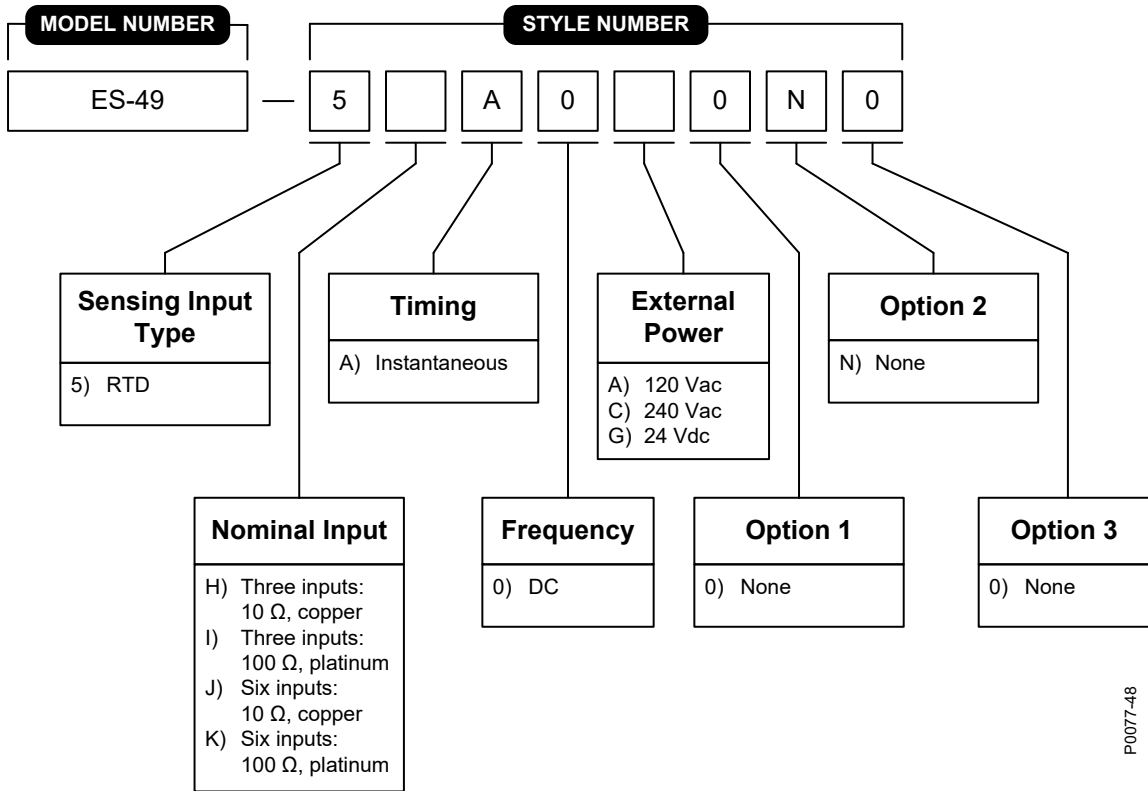 MODEL NUMBER
STYLE NUMBER
ES-49 — 5 A 0 0 N 0
Sensing Input
Type
5) RTD
Timing
A) Instantaneous
External
Power
A) 120 Vac
C) 240 Vac
G) 24 Vdc
Option 2
N) None
Nominal Input
H) Three inputs:
10 Ω, copper
I) Three inputs:
100 Ω, platinum
J) Six inputs:
10 Ω, copper
K) Six inputs:
100 Ω, platinum
Frequency
0) DC
Option 1
0) None
Option 3
0) None
P0077-48